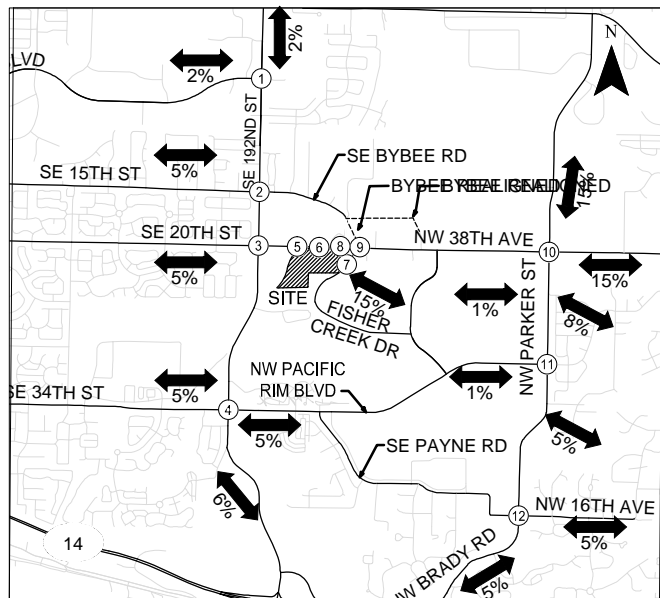 2%
N
LVD
2%
1
SE 192ND ST
SE BYBEE RD
5%
SE 15TH ST
2
15%
SE 20TH ST
3
5
6
8
9
7
NW 38TH AVE
10
5%
SITE
15%
15%
FISHER
CREEK DR
1%
8%
NW PARKER ST
NW PACIFIC
RIM BLVD
11
1%
5%
SE 34TH ST
4
5%
5%
SE PAYNE RD
6%
12
NW 16TH AVE
5%
14
NW BRADY RD
5%